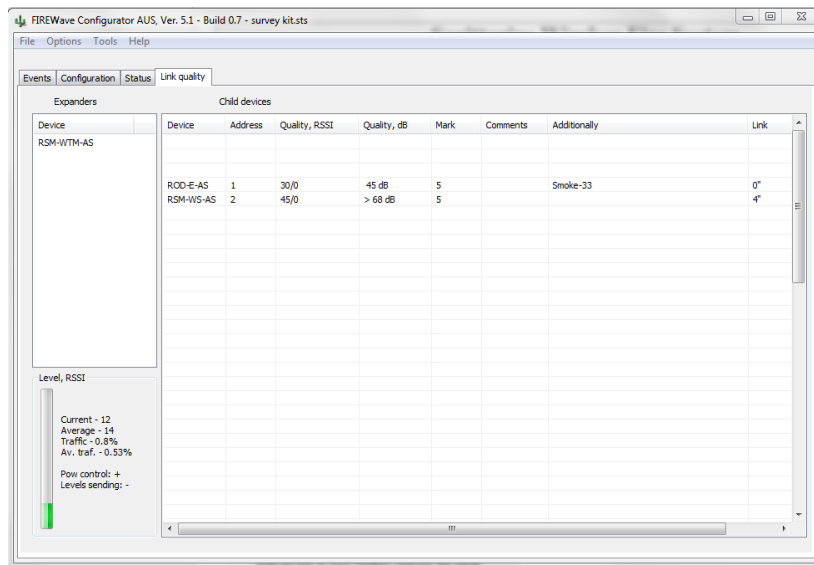 FIREWave Configurator AUS, Ver. 5.1 - Build 0.7 - survey kit.sts
File Options Tools Help
Events Configuration Status Link quality
Expanders Child devices
Device
RSM-WTM-AS
Device Address Quality, RSSI Quality, dB Mark Comments Additionally Link
ROD-E-AS 1 30/0 45 dB 5 Smoke-33 0"
RSM-WS-AS 2 45/0 > 68 dB 5 4"
Level, RSSI
Current - 12
Average - 14
Traffic - 0.8%
Av. traf. - 0.53%
Pow control: +
Levels sending: -